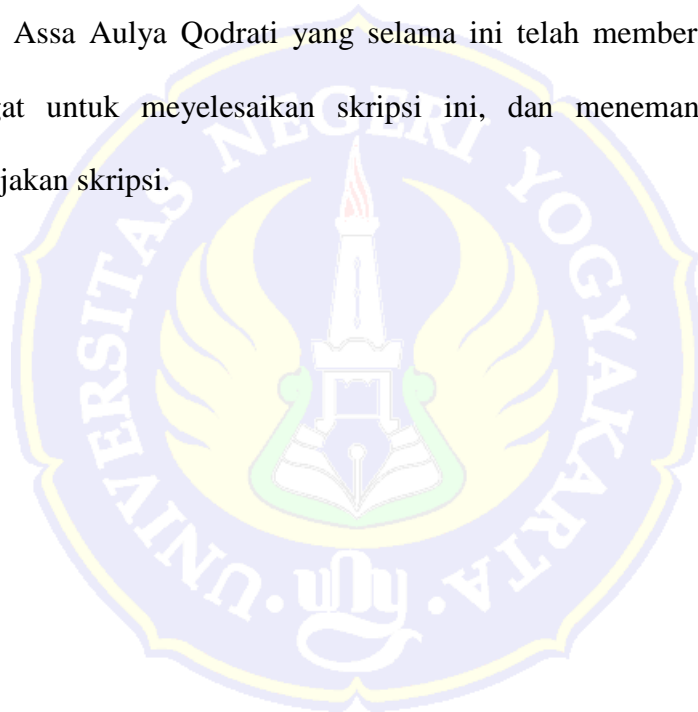 Assa Aulya Qodrati yang selama ini telah member
gat untuk meyelesaikan skripsi ini, dan meneman
jakan skripsi.
UNIVERSITAS NEGERI YOGYAKARTA
uny